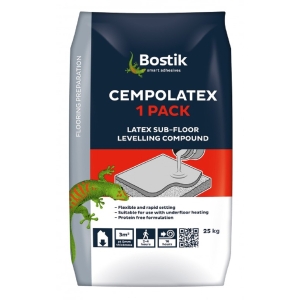 Bostik
smart adhesives
FLOORING PREPARATION
CEMPOLATEX
1 PACK
LATEX SUB-FLOOR
LEVELLING COMPOUND
- Flexible and rapid setting
- Suitable for use with underfloor heating
- Protein free formulation
25 kg
3m²